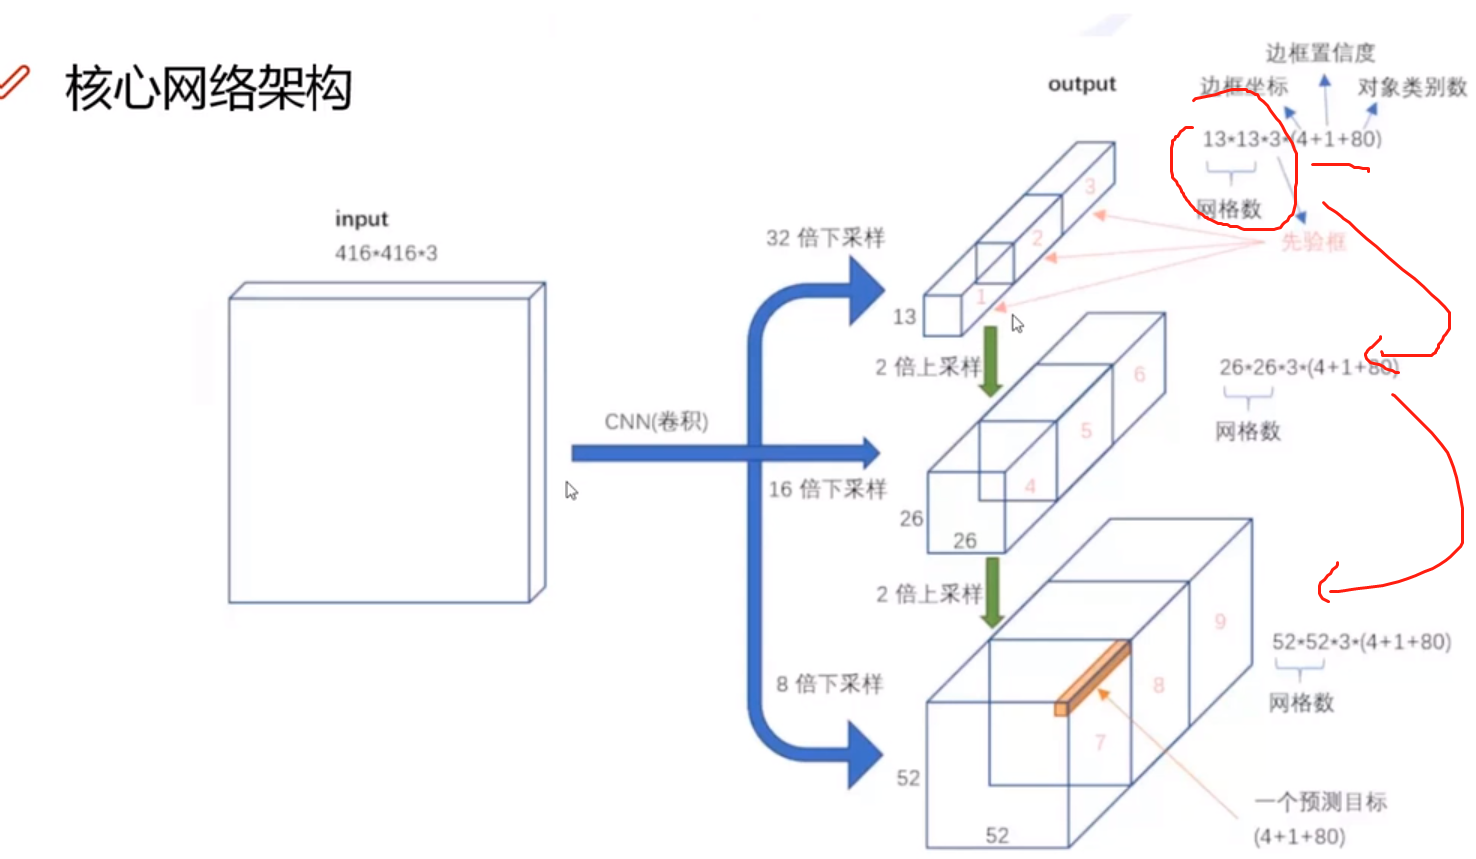 核心网络架构
input
416*416*3
CNN(卷积)
32 倍下采样
16 倍下采样
8 倍下采样
output
边框置信度
边框坐标
对象类别数
13*13*3*(4+1+80)
网格数
先验框
3
2
1
13
2 倍上采样
26*26*3*(4+1+80)
网格数
6
5
4
26
26
2 倍上采样
52*52*3*(4+1+80)
网格数
9
8
7
52
52
一个预测目标
(4+1+80)